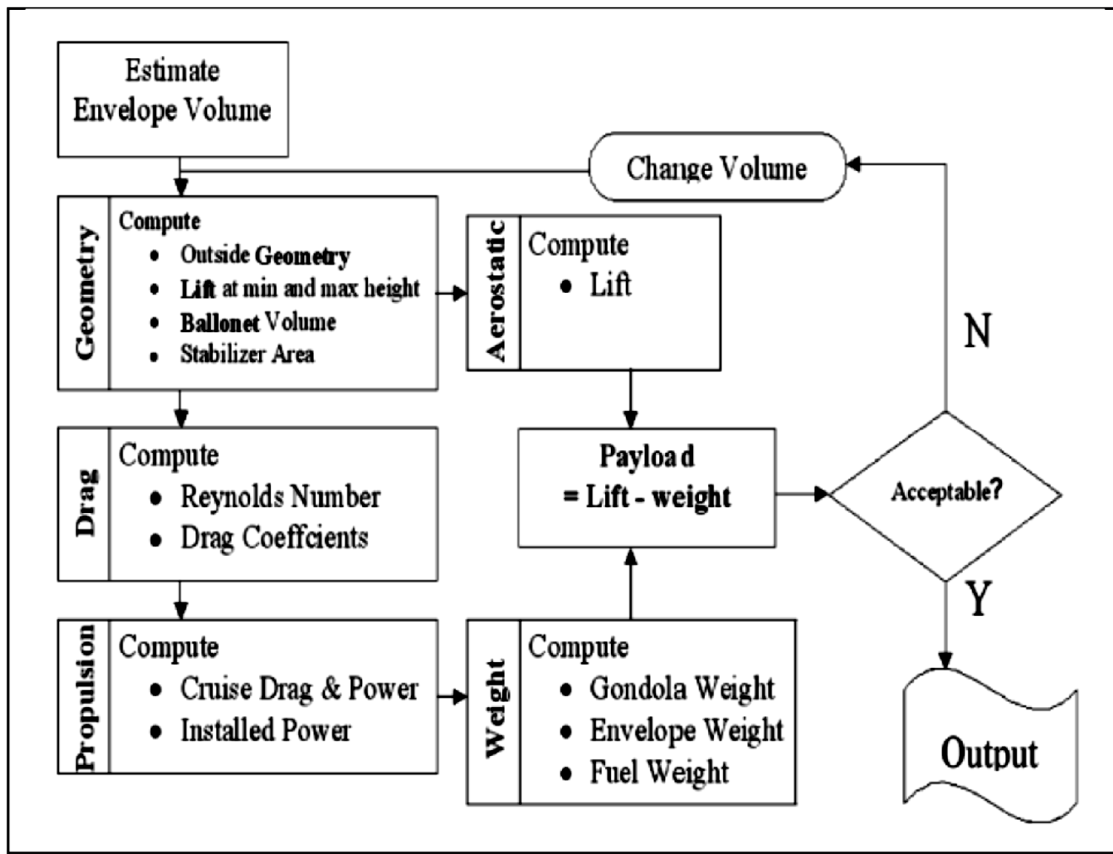 Estimate
Envelope Volume
Change Volume
Geometry
Compute
• Outside Geometry
• Lift at min and max height
• Ballonet Volume
• Stabilizer Area
Aerostatic
Compute
• Lift
N
Drag
Compute
• Reynolds Number
• Drag Coeffcients
Payload
= Lift - weight
Acceptable?
Y
Propulsion
Compute
• Cruise Drag & Power
• Installed Power
Weight
Compute
• Gondola Weight
• Envelope Weight
• Fuel Weight
Output